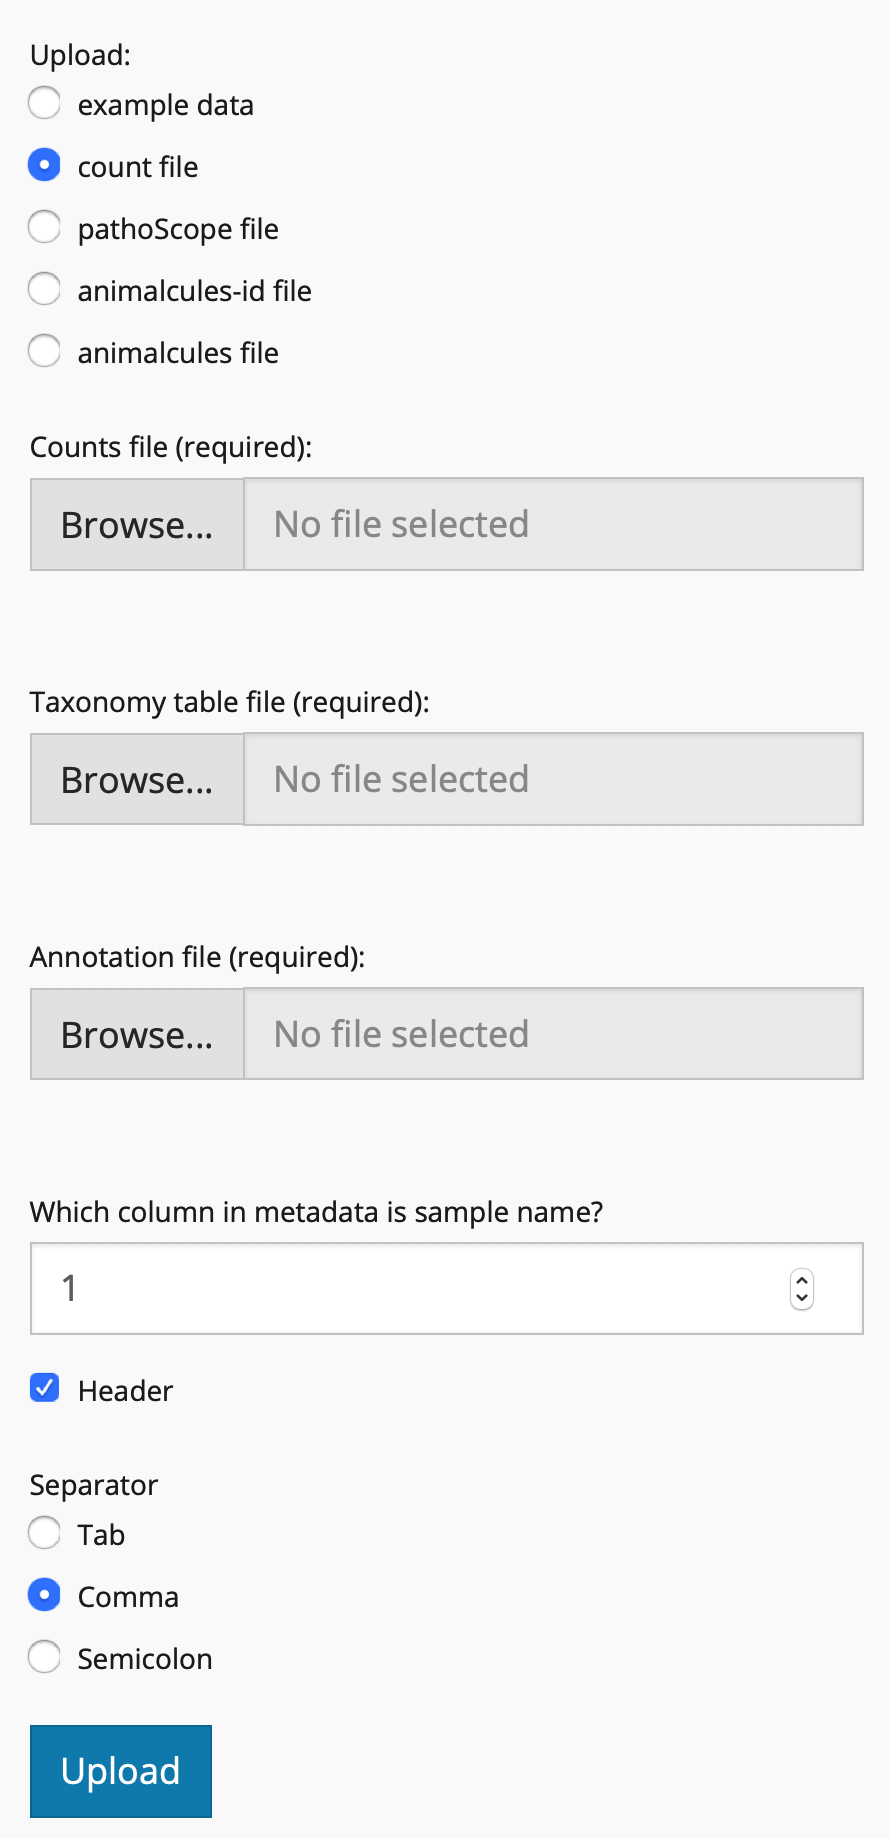 Upload:
example data
count file
pathoScope file
animalcules-id file
animalcules file
Counts file (required):
Browse... No file selected
Taxonomy table file (required):
Browse... No file selected
Annotation file (required):
Browse... No file selected
Which column in metadata is sample name?
1
Header
Separator
Tab
Comma
Semicolon
Upload